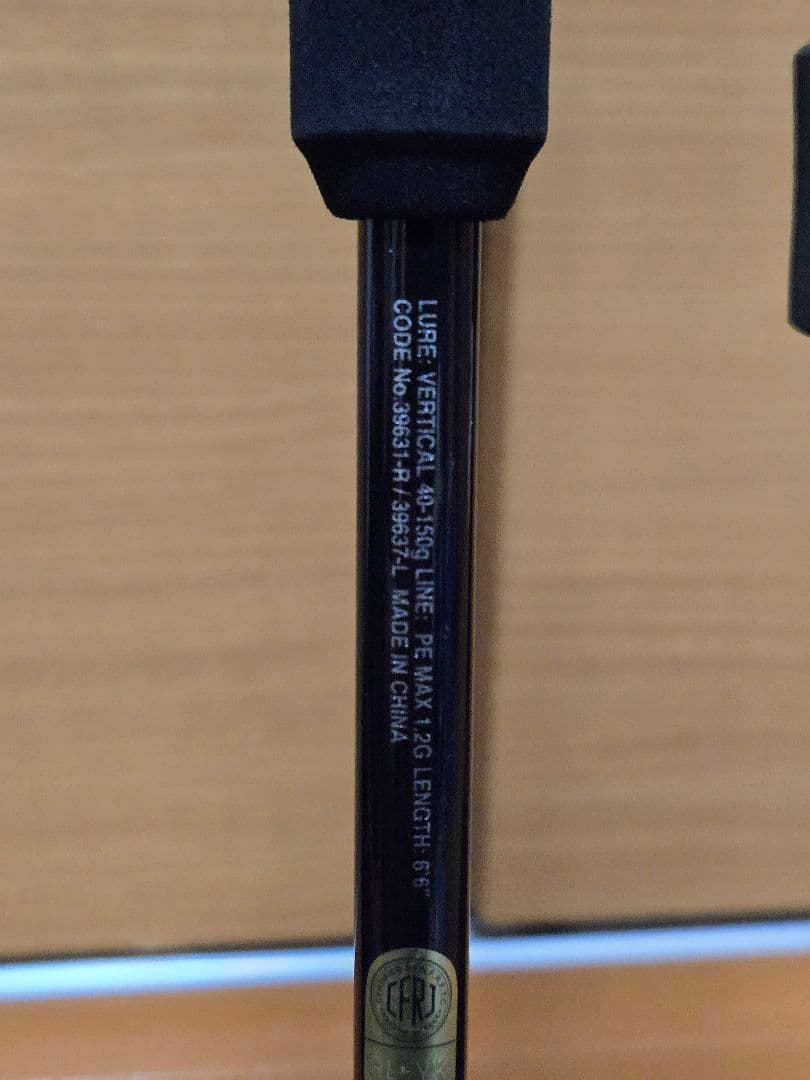 LURE: VERTICAL 40-150g LINE: PE MAX 1.2G LENGTH: 6'6"
CODE No.39631-R / 39637-L MADE IN CHINA